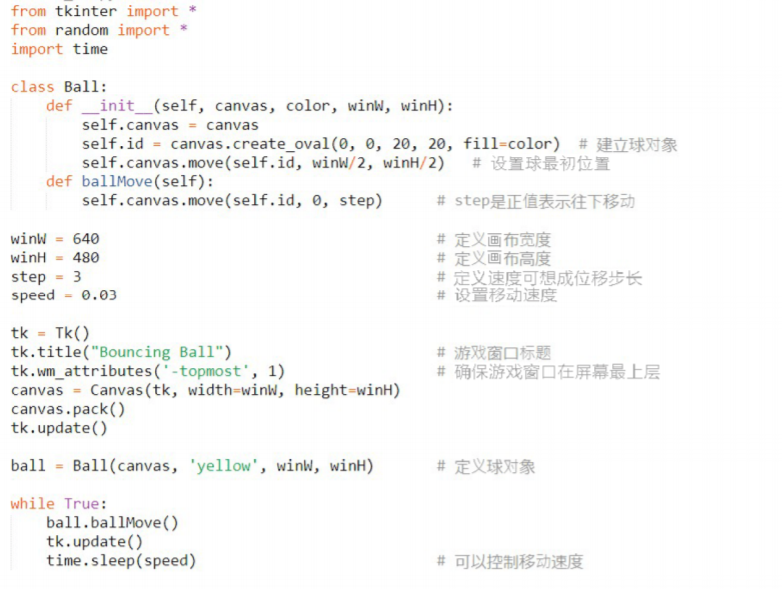 from tkinter import *
from random import *
import time
class Ball:
    def __init__(self, canvas, color, winW, winH):
        self.canvas = canvas
        self.id = canvas.create_oval(0, 0, 20, 20, fill=color)  # 建立球对象
        self.canvas.move(self.id, winW/2, winH/2)   # 设置球最初位置
    def ballMove(self):
        self.canvas.move(self.id, 0, step)      # step是正值表示往下移动
winW = 640                                      # 定义画布宽度
winH = 480                                      # 定义画布高度
step = 3                                        # 定义速度可想成位移步长
speed = 0.03                                    # 设置移动速度
tk = Tk()
tk.title("Bouncing Ball")                       # 游戏窗口标题
tk.wm_attributes('-topmost', 1)                 # 确保游戏窗口在屏幕最上层
canvas = Canvas(tk, width=winW, height=winH)
canvas.pack()
tk.update()
ball = Ball(canvas, 'yellow', winW, winH)       # 定义球对象
while True:
    ball.ballMove()
    tk.update()
    time.sleep(speed)                           # 可以控制移动速度